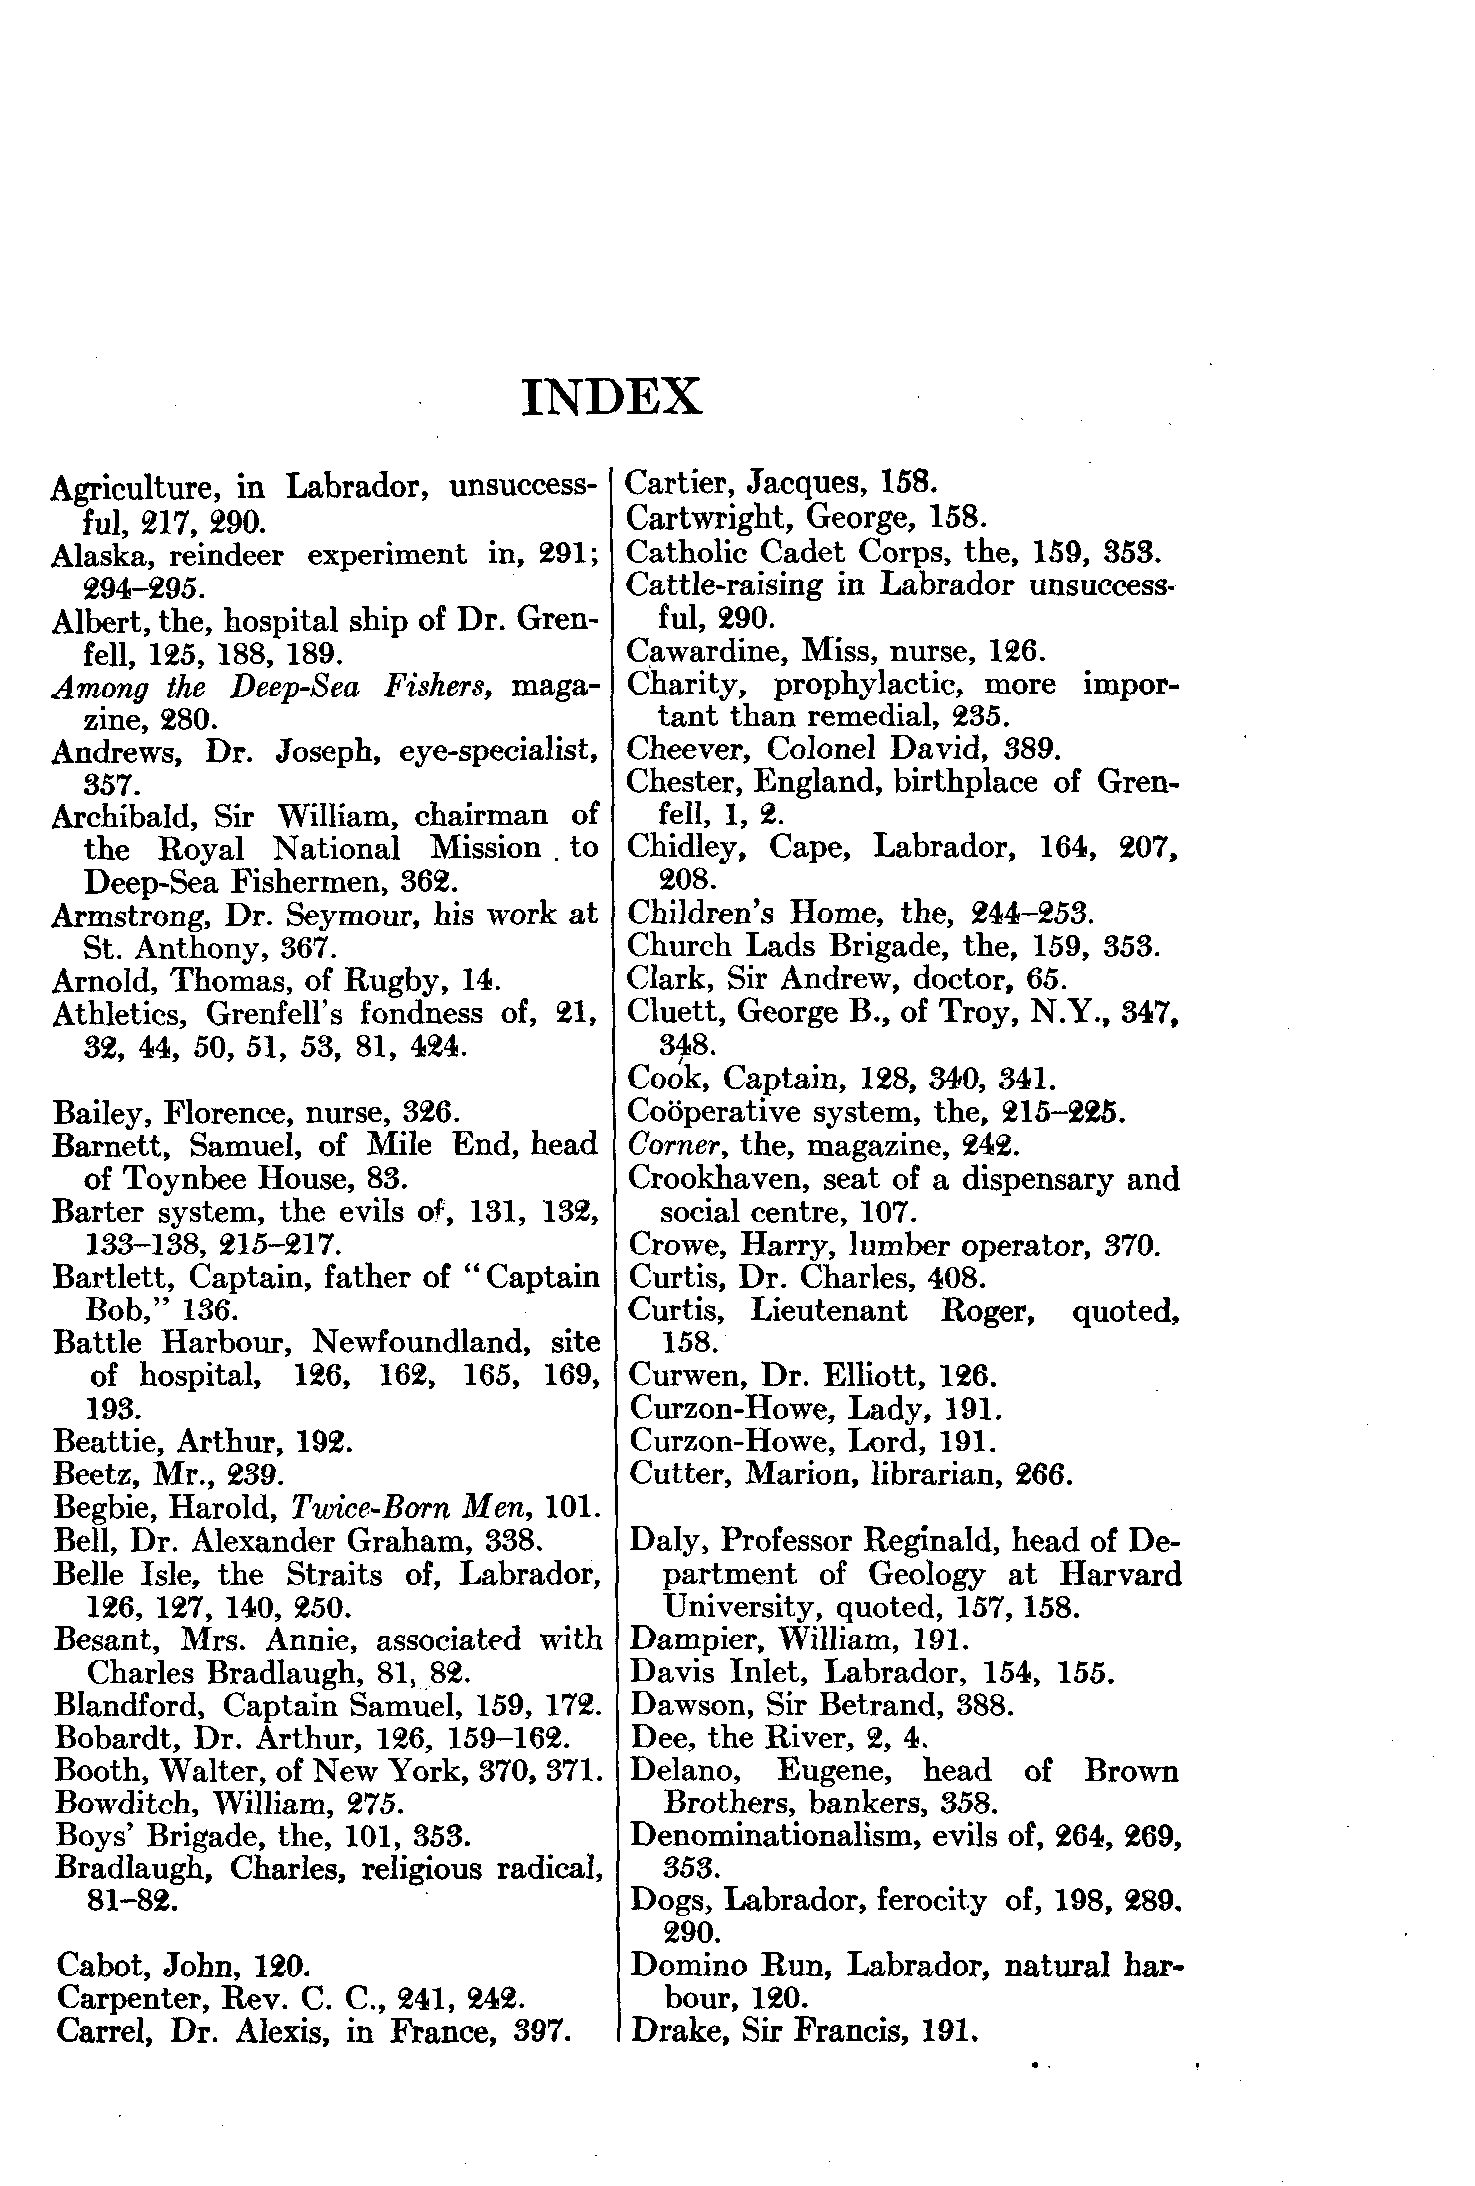 INDEX
Agriculture, in Labrador, unsuccess-
ful, 217, 290.
Alaska, reindeer experiment in, 291;
294–295.
Albert, the, hospital ship of Dr. Gren-
fell, 125, 188, 189.
Among the Deep-Sea Fishers, maga-
zine, 280.
Andrews, Dr. Joseph, eye-specialist,
357.
Archibald, Sir William, chairman of
the Royal National Mission to
Deep-Sea Fishermen, 362.
Armstrong, Dr. Seymour, his work at
St. Anthony, 367.
Arnold, Thomas, of Rugby, 14.
Athletics, Grenfell's fondness of, 21,
32, 44, 50, 51, 53, 81, 424.
Bailey, Florence, nurse, 326.
Barnett, Samuel, of Mile End, head
of Toynbee House, 83.
Barter system, the evils of, 131, 132,
133–138, 215–217.
Bartlett, Captain, father of "Captain
Bob," 136.
Battle Harbour, Newfoundland, site
of hospital, 126, 162, 165, 169,
193.
Beattie, Arthur, 192.
Beetz, Mr., 239.
Begbie, Harold, Twice-Born Men, 101.
Bell, Dr. Alexander Graham, 338.
Belle Isle, the Straits of, Labrador,
126, 127, 140, 250.
Besant, Mrs. Annie, associated with
Charles Bradlaugh, 81, 82.
Blandford, Captain Samuel, 159, 172.
Bobardt, Dr. Arthur, 126, 159–162.
Booth, Walter, of New York, 370, 371.
Bowditch, William, 275.
Boys' Brigade, the, 101, 353.
Bradlaugh, Charles, religious radical,
81–82.
Cabot, John, 120.
Carpenter, Rev. C. C., 241, 242.
Carrel, Dr. Alexis, in France, 397.
Cartier, Jacques, 158.
Cartwright, George, 158.
Catholic Cadet Corps, the, 159, 353.
Cattle-raising in Labrador unsuccess-
ful, 290.
Cawardine, Miss, nurse, 126.
Charity, prophylactic, more impor-
tant than remedial, 235.
Cheever, Colonel David, 389.
Chester, England, birthplace of Gren-
fell, 1, 2.
Chidley, Cape, Labrador, 164, 207,
208.
Children's Home, the, 244–253.
Church Lads Brigade, the, 159, 353.
Clark, Sir Andrew, doctor, 65.
Cluett, George B., of Troy, N.Y., 347,
348.
Cook, Captain, 128, 340, 341.
Coöperative system, the, 215–225.
Corner, the, magazine, 242.
Crookhaven, seat of a dispensary and
social centre, 107.
Crowe, Harry, lumber operator, 370.
Curtis, Dr. Charles, 408.
Curtis, Lieutenant Roger, quoted,
158.
Curwen, Dr. Elliott, 126.
Curzon-Howe, Lady, 191.
Curzon-Howe, Lord, 191.
Cutter, Marion, librarian, 266.
Daly, Professor Reginald, head of De-
partment of Geology at Harvard
University, quoted, 157, 158.
Dampier, William, 191.
Davis Inlet, Labrador, 154, 155.
Dawson, Sir Betrand, 388.
Dee, the River, 2, 4.
Delano, Eugene, head of Brown
Brothers, bankers, 358.
Denominationalism, evils of, 264, 269,
353.
Dogs, Labrador, ferocity of, 198, 289.
290.
Domino Run, Labrador, natural har-
bour, 120.
Drake, Sir Francis, 191.